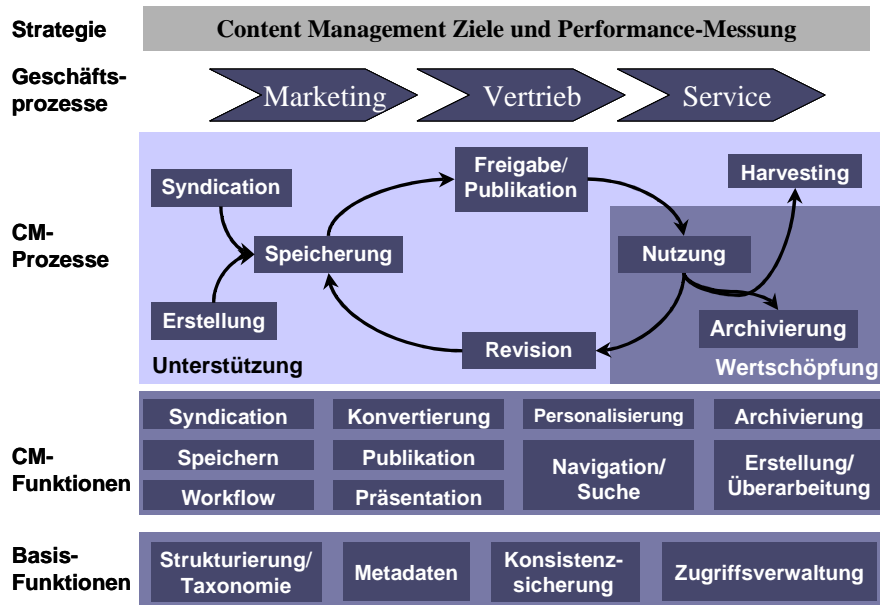 Strategie
Content Management Ziele und Performance-Messung
Geschäfts-
prozesse
Marketing
Vertrieb
Service
CM-
Prozesse
Syndication
Freigabe/
Publikation
Harvesting
Speicherung
Nutzung
Erstellung
Archivierung
Revision
Unterstützung
Wertschöpfung
CM-
Funktionen
Syndication
Konvertierung
Personalisierung
Archivierung
Speichern
Publikation
Navigation/
Suche
Erstellung/
Überarbeitung
Workflow
Präsentation
Basis-
Funktionen
Strukturierung/
Taxonomie
Metadaten
Konsistenz-
sicherung
Zugriffsverwaltung